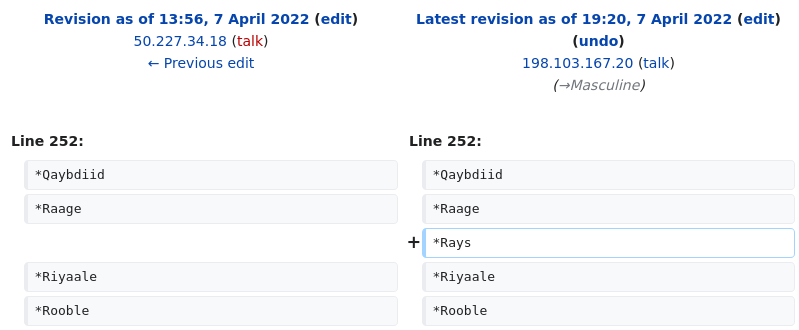 Revision as of 13:56, 7 April 2022 (edit)
50.227.34.18 (talk)
← Previous edit
Latest revision as of 19:20, 7 April 2022 (edit)
(undo)
198.103.167.20 (talk)
(→Masculine)
Line 252:
Line 252:
*Qaybdiid
*Qaybdiid
*Raage
*Raage
+ *Rays
*Riyaale
*Riyaale
*Rooble
*Rooble